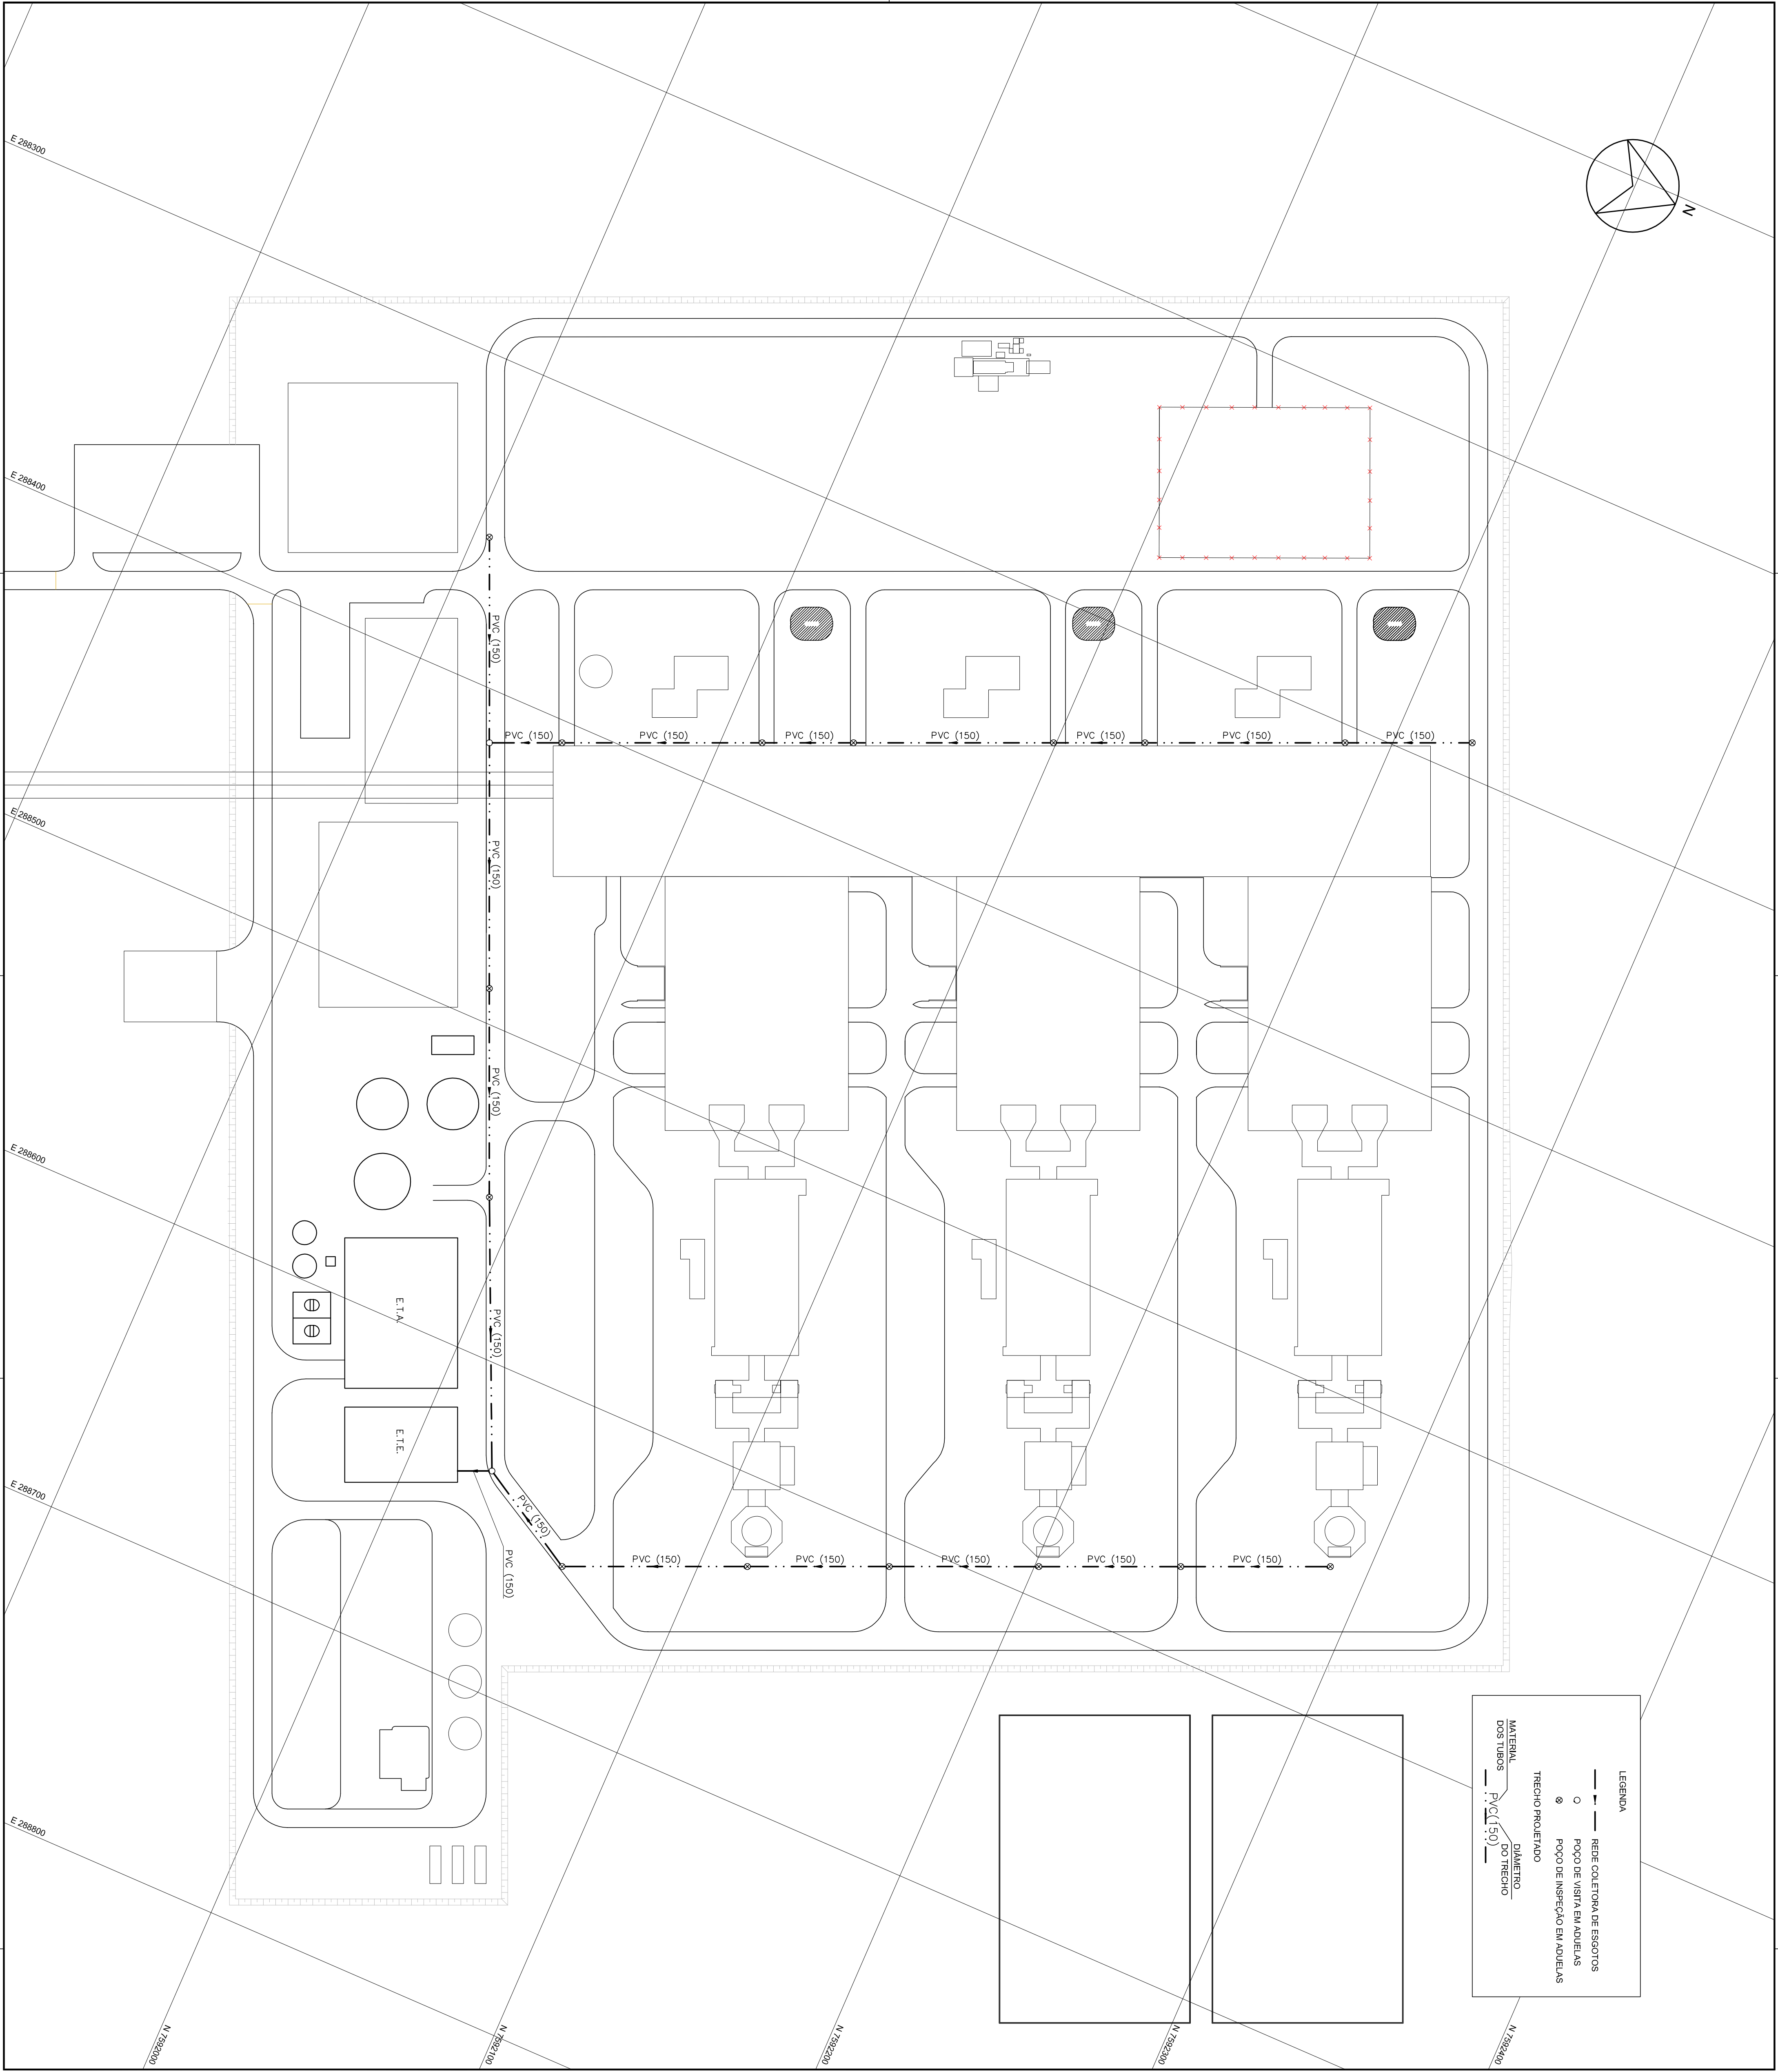 E 288300
E 288400
E 288500
E 288600
E 288700
E 288800
N
PVC (150)
PVC (150)
PVC (150)
PVC (150)
PVC (150)
PVC (150)
PVC (150)
PVC (150)
PVC (150)
PVC (150)
PVC (150)
E.T.A.
PVC (150)
E.T.E.
PVC (150)
PVC (150)
PVC (150)
PVC (150)
PVC (150)
PVC (150)
PVC (150)
LEGENDA
REDE COLETORA DE ESGOTOS
POÇO DE VISITA EM ADUELAS
POÇO DE INSPEÇÃO EM ADUELAS
TRECHO PROJETADO
MATERIAL
DOS TUBOS
DIÂMETRO
DO TRECHO
PVC(150)
N 7592000
N 7592100
N 7592200
N 7592300
N 7592400